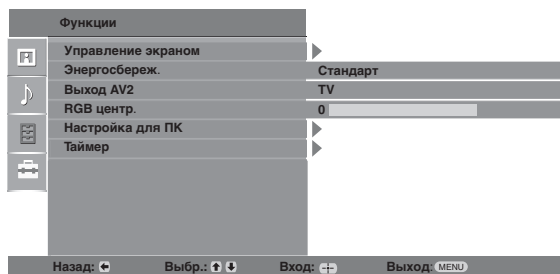 Функции
Управление экраном
Энергосбереж. Стандарт
Выход AV2 TV
RGB центр. 0
Настройка для ПК
Таймер
Назад: Выбр.: Вход: Выход: MENU